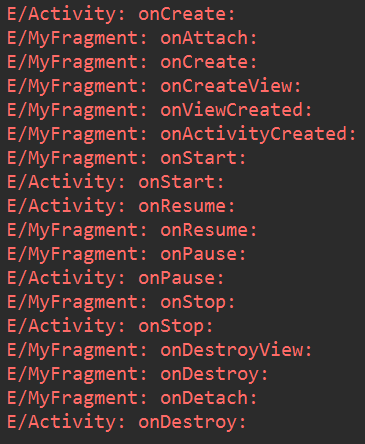 E/Activity: onCreate:
E/MyFragment: onAttach:
E/MyFragment: onCreate:
E/MyFragment: onCreateView:
E/MyFragment: onViewCreated:
E/MyFragment: onActivityCreated:
E/MyFragment: onStart:
E/Activity: onStart:
E/Activity: onResume:
E/MyFragment: onResume:
E/MyFragment: onPause:
E/Activity: onPause:
E/MyFragment: onStop:
E/Activity: onStop:
E/MyFragment: onDestroyView:
E/MyFragment: onDestroy:
E/MyFragment: onDetach:
E/Activity: onDestroy: